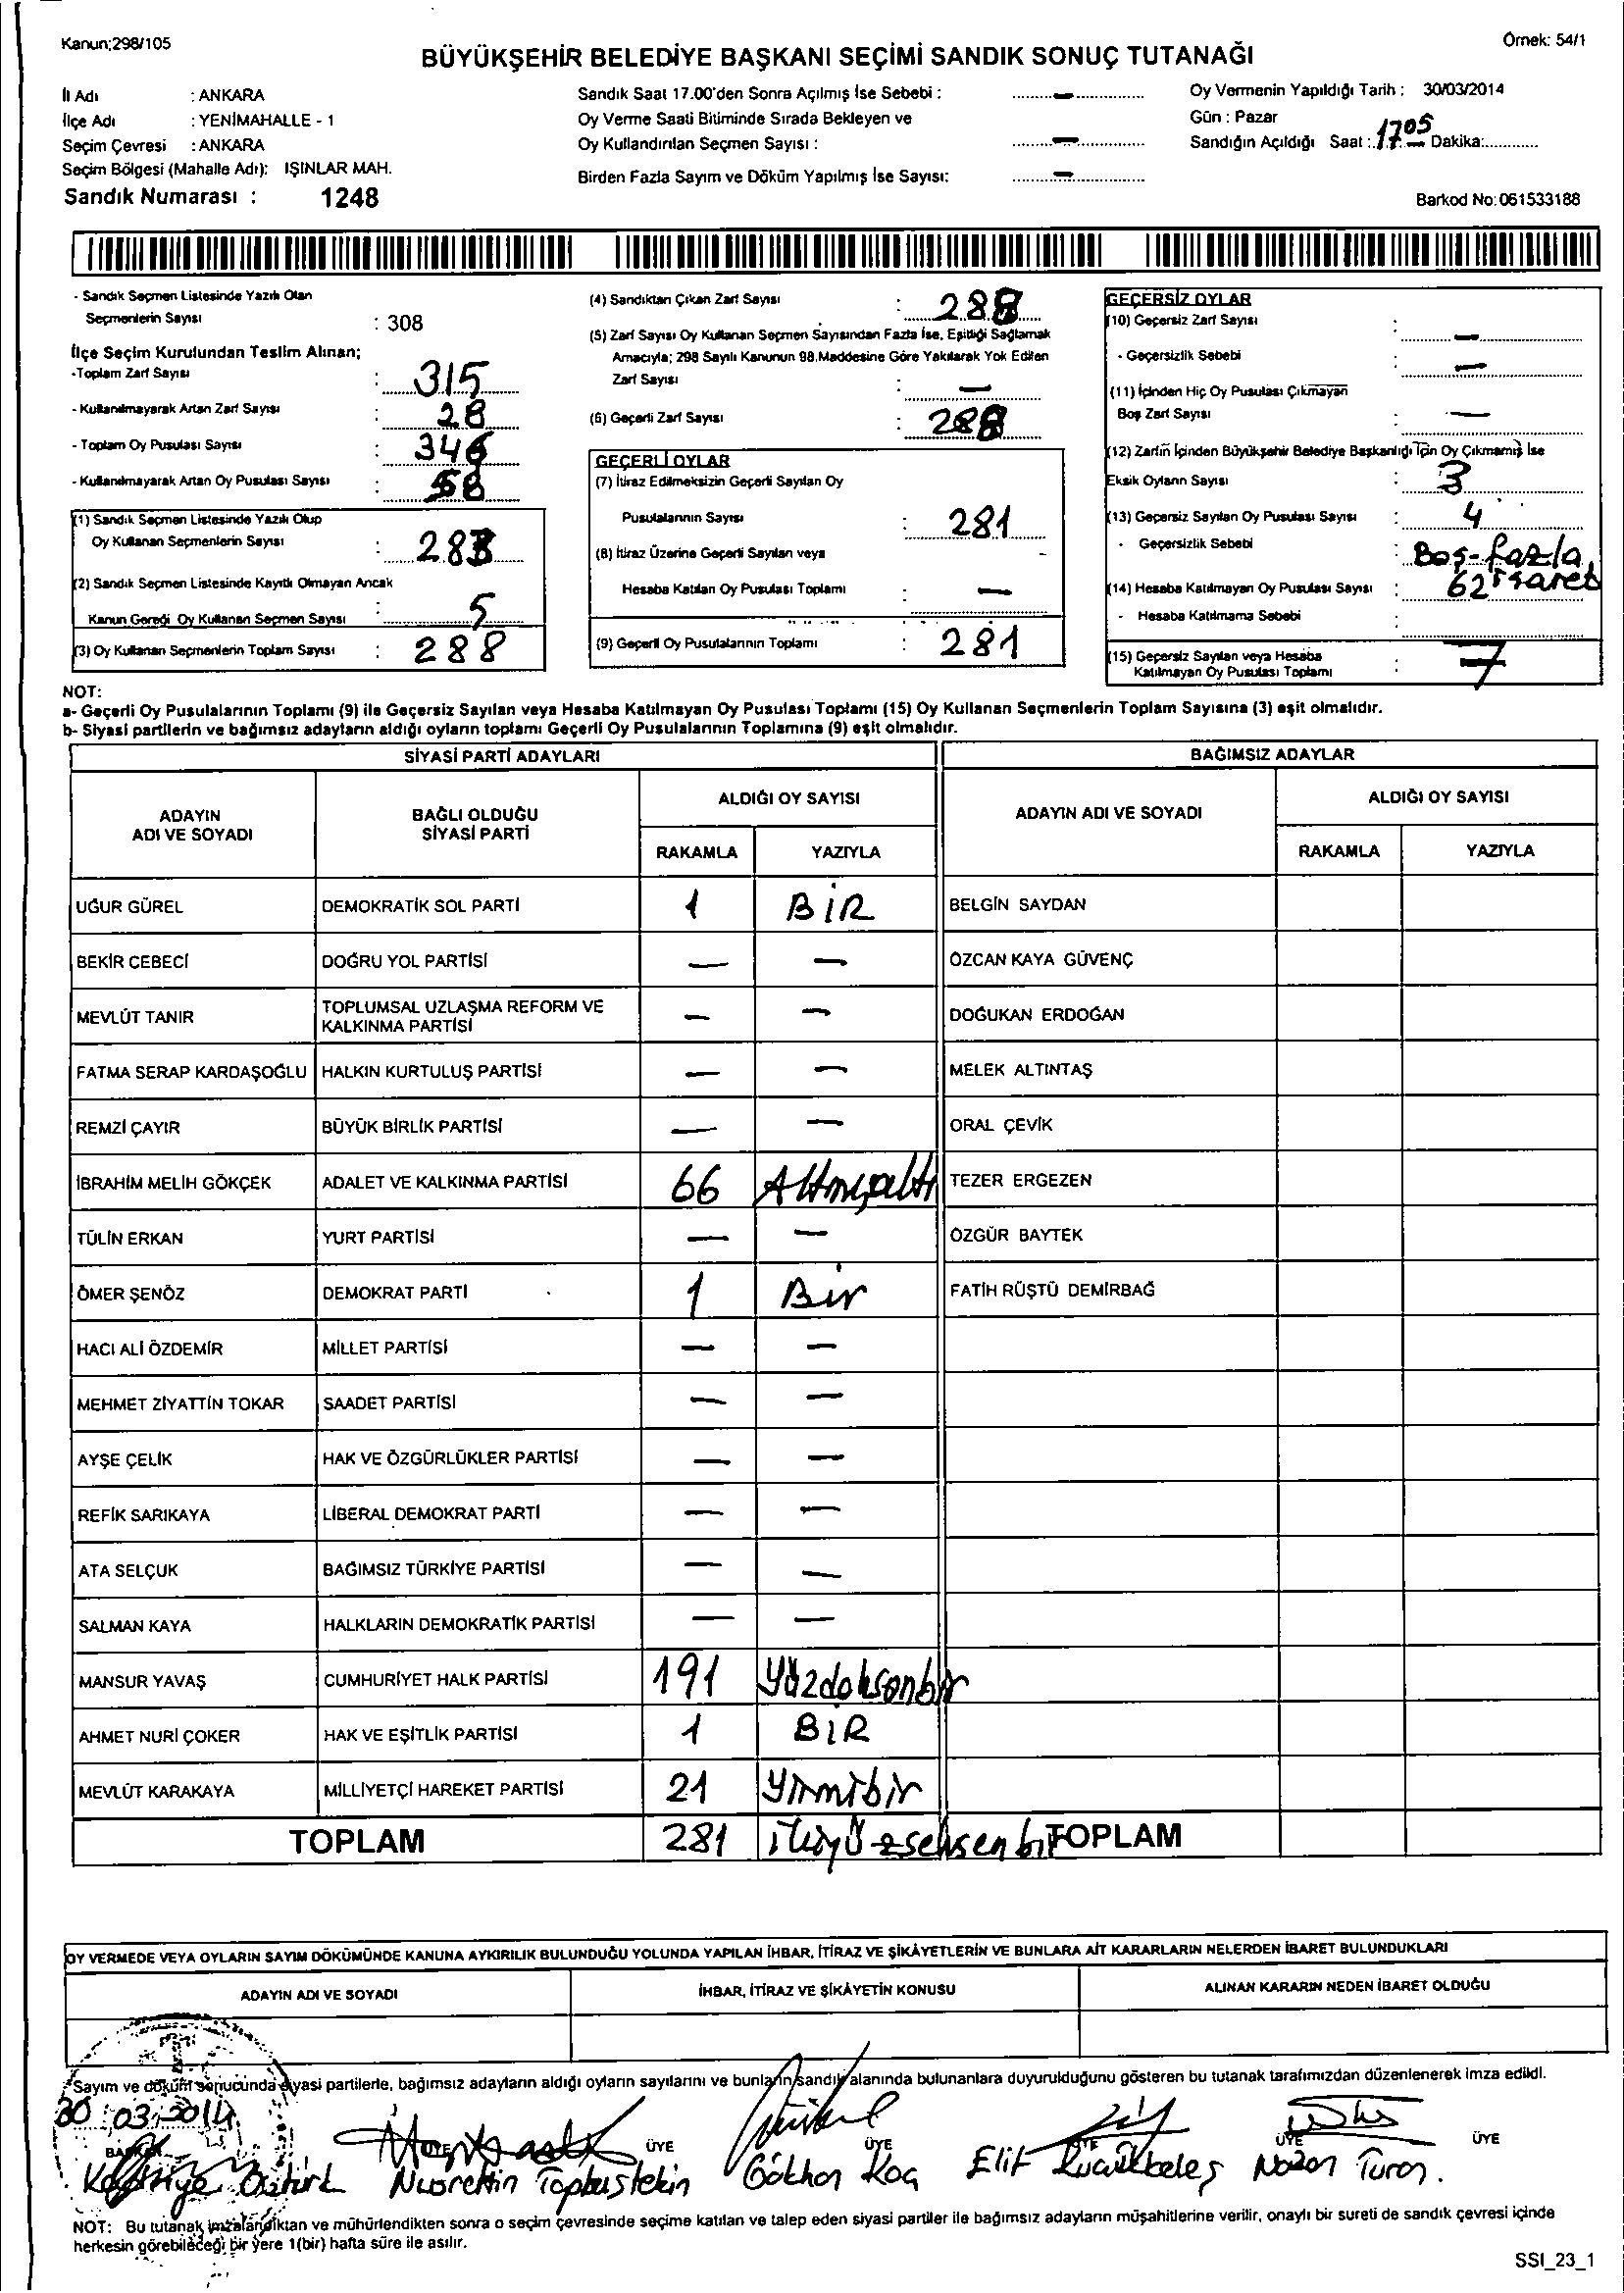 Kanun;298/105
Örnek: 54/1
BÜYÜKŞEHİR BELEDİYE BAŞKANI SEÇİMİ SANDIK SONUÇ TUTANAĞI
İl Adı : ANKARA
İlçe Adı : YENİMAHALLE - 1
Seçim Çevresi : ANKARA
Seçim Bölgesi (Mahalle Adı): IŞINLAR MAH.
Sandık Numarası : 1248
Sandık Saat 17.00'den Sonra Açılmış İse Sebebi : —
Oy Verme Saati Bitiminde Sırada Bekleyen ve
Oy Kullandırılan Seçmen Sayısı : —
Birden Fazla Sayım ve Döküm Yapılmış İse Sayısı: —
Oy Vermenin Yapıldığı Tarih : 30/03/2014
Gün : Pazar
Sandığın Açıldığı Saat : 1705 Dakika:
Barkod No:061533188
- Sandık Seçmen Listesinde Yazılı Olan
Seçmenlerin Sayısı : 308
İlçe Seçim Kurulundan Teslim Alınan;
-Toplam Zarf Sayısı : 315
- Kullanılmayarak Artan Zarf Sayısı : 28
- Toplam Oy Pusulası Sayısı : 346
- Kullanılmayarak Artan Oy Pusulası Sayısı : 58
(1) Sandık Seçmen Listesinde Yazılı Olup
Oy Kullanan Seçmenlerin Sayısı : 283
(2) Sandık Seçmen Listesinde Kayıtlı Olmayan Ancak
Kanun Gereği Oy Kullanan Seçmen Sayısı : 5
(3) Oy Kullanan Seçmenlerin Toplam Sayısı : 288
(4) Sandıktan Çıkan Zarf Sayısı : 288
(5) Zarf Sayısı Oy Kullanan Seçmen Sayısından Fazla İse, Eşitliği Sağlamak
Amacıyla; 298 Sayılı Kanunun 98.Maddesine Göre Yakılarak Yok Edilen
Zarf Sayısı : —
(6) Geçerli Zarf Sayısı : 288
GEÇERLİ OYLAR
(7) İtiraz Edilmeksizin Geçerli Sayılan Oy
Pusulalarının Sayısı : 281
(8) İtiraz Üzerine Geçerli Sayılan veya
Hesaba Katılan Oy Pusulası Toplamı : —
(9) Geçerli Oy Pusulalarının Toplamı : 281
GEÇERSİZ OYLAR
(10) Geçersiz Zarf Sayısı : —
- Geçersizlik Sebebi : —
(11) İçinden Hiç Oy Pusulası Çıkmayan
Boş Zarf Sayısı : —
(12) Zarfın İçinden Büyükşehir Belediye Başkanlığı İçin Oy Çıkmamış İse
Eksik Oyların Sayısı : 3
(13) Geçersiz Sayılan Oy Pusulası Sayısı : 4
- Geçersizlik Sebebi : Boş-fazla
(14) Hesaba Katılmayan Oy Pusulası Sayısı : işaret
- Hesaba Katılmama Sebebi :
(15) Geçersiz Sayılan veya Hesaba
Katılmayan Oy Pusulası Toplamı : 7
NOT:
a- Geçerli Oy Pusulalarının Toplamı (9) ile Geçersiz Sayılan veya Hesaba Katılmayan Oy Pusulası Toplamı (15) Oy Kullanan Seçmenlerin Toplam Sayısına (3) eşit olmalıdır.
b- Siyasi partilerin ve bağımsız adayların aldığı oyların toplamı Geçerli Oy Pusulalarının Toplamına (9) eşit olmalıdır.
SİYASİ PARTİ ADAYLARI BAĞIMSIZ ADAYLAR
ADAYIN ADI VE SOYADI BAĞLI OLDUĞU SİYASİ PARTİ ALDIĞI OY SAYISI ADAYIN ADI VE SOYADI ALDIĞI OY SAYISI
RAKAMLA YAZIYLA RAKAMLA YAZIYLA
UĞUR GÜREL DEMOKRATİK SOL PARTİ 1 BİR BELGİN SAYDAN
BEKİR CEBECİ DOĞRU YOL PARTİSİ — — ÖZCAN KAYA GÜVENÇ
MEVLÜT TANIR TOPLUMSAL UZLAŞMA REFORM VE KALKINMA PARTİSİ — — DOĞUKAN ERDOĞAN
FATMA SERAP KARDAŞOĞLU HALKIN KURTULUŞ PARTİSİ — — MELEK ALTINTAŞ
REMZİ ÇAYIR BÜYÜK BİRLİK PARTİSİ — — ORAL ÇEVİK
İBRAHİM MELİH GÖKÇEK ADALET VE KALKINMA PARTİSİ 66 Altmışaltı TEZER ERGEZEN
TÜLİN ERKAN YURT PARTİSİ — — ÖZGÜR BAYTEK
ÖMER ŞENÖZ DEMOKRAT PARTİ 1 Bir FATİH RÜŞTÜ DEMİRBAĞ
HACI ALİ ÖZDEMİR MİLLET PARTİSİ — —
MEHMET ZİYATTİN TOKAR SAADET PARTİSİ — —
AYŞE ÇELİK HAK VE ÖZGÜRLÜKLER PARTİSİ — —
REFİK SARIKAYA LİBERAL DEMOKRAT PARTİ — —
ATA SELÇUK BAĞIMSIZ TÜRKİYE PARTİSİ — —
SALMAN KAYA HALKLARIN DEMOKRATİK PARTİSİ — —
MANSUR YAVAŞ CUMHURİYET HALK PARTİSİ 191 Yüzdoksanbir
AHMET NURİ ÇOKER HAK VE EŞİTLİK PARTİSİ 1 BİR
MEVLÜT KARAKAYA MİLLİYETÇİ HAREKET PARTİSİ 21 Yirmibir
TOPLAM 281 ikiyüzseksenbir TOPLAM
OY VERMEDE VEYA OYLARIN SAYIM DÖKÜMÜNDE KANUNA AYKIRILIK BULUNDUĞU YOLUNDA YAPILAN İHBAR, İTİRAZ VE ŞİKÂYETLERİN VE BUNLARA AİT KARARLARIN NELERDEN İBARET BULUNDUKLARI
ADAYIN ADI VE SOYADI İHBAR, İTİRAZ VE ŞİKÂYETİN KONUSU ALINAN KARARIN NEDEN İBARET OLDUĞU
Sayım ve döküm sonucunda siyasi partilerle, bağımsız adayların aldığı oyların sayılarını ve bunların sandık alanında bulunanlara duyurulduğunu gösteren bu tutanak tarafımızdan düzenlenerek imza edildi.
30 03 2014
BAŞKAN ÜYE ÜYE ÜYE ÜYE ÜYE
Öztürk Nusrettin Gökhan Koç Elif Küçükkeleş Nazan Turan.
NOT: Bu tutanak imzalandıktan ve mühürlendikten sonra o seçim çevresinde seçime katılan ve talep eden siyasi partiler ile bağımsız adayların müşahitlerine verilir, onaylı bir sureti de sandık çevresi içinde
herkesin görebileceği bir yere 1(bir) hafta süre ile asılır.
SSI_23_1